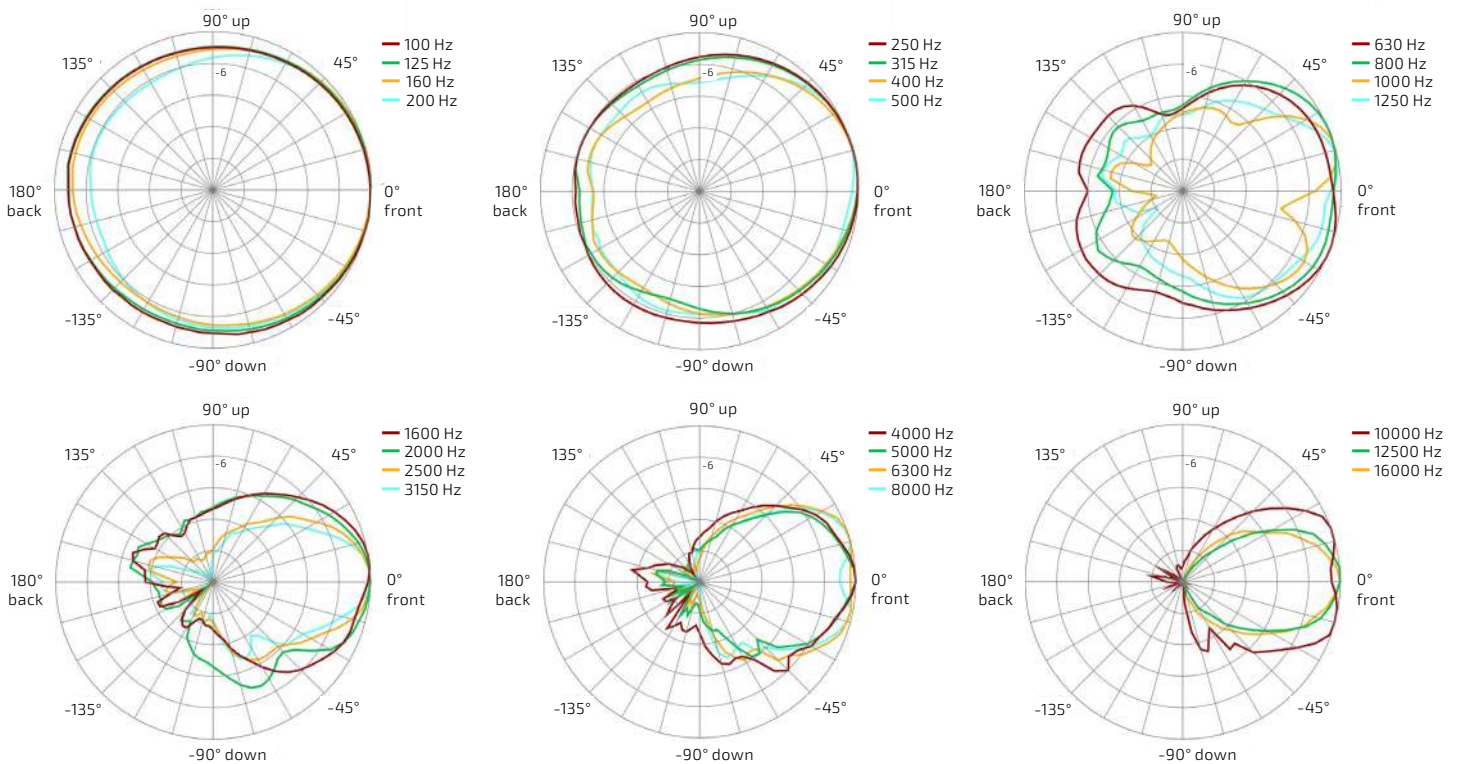 90° up
135°
45°
-6
180°
back
0°
front
-135°
-45°
-90° down
100 Hz
125 Hz
160 Hz
200 Hz
90° up
135°
45°
-6
180°
back
0°
front
-135°
-45°
-90° down
250 Hz
315 Hz
400 Hz
500 Hz
90° up
135°
45°
-6
180°
back
0°
front
-135°
-45°
-90° down
630 Hz
800 Hz
1000 Hz
1250 Hz
90° up
135°
45°
-6
180°
back
0°
front
-135°
-45°
-90° down
1600 Hz
2000 Hz
2500 Hz
3150 Hz
90° up
135°
45°
-6
180°
back
0°
front
-135°
-45°
-90° down
4000 Hz
5000 Hz
6300 Hz
8000 Hz
90° up
135°
45°
-6
180°
back
0°
front
-135°
-45°
-90° down
10000 Hz
12500 Hz
16000 Hz